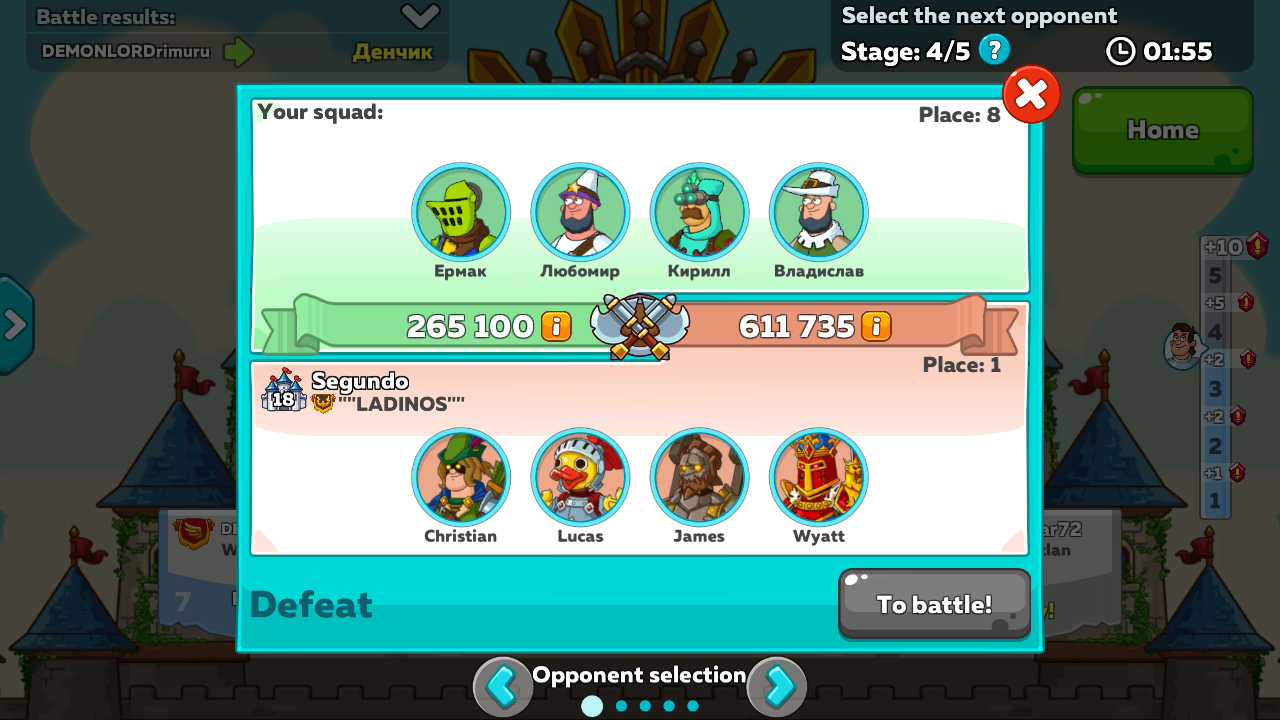 Battle results:
DEMONLORDrimuru
Денчик
Select the next opponent
Stage: 4/5 ?
01:55
Home
Your squad:
Place: 8
Ермак
Любомир
Кирилл
Владислав
265 100 i
611 735 i
Place: 1
18
Segundo
""LADINOS""
Christian
Lucas
James
Wyatt
Defeat
To battle!
Opponent selection
+10
5
+5
4
+2
3
+2
2
+1
1
7